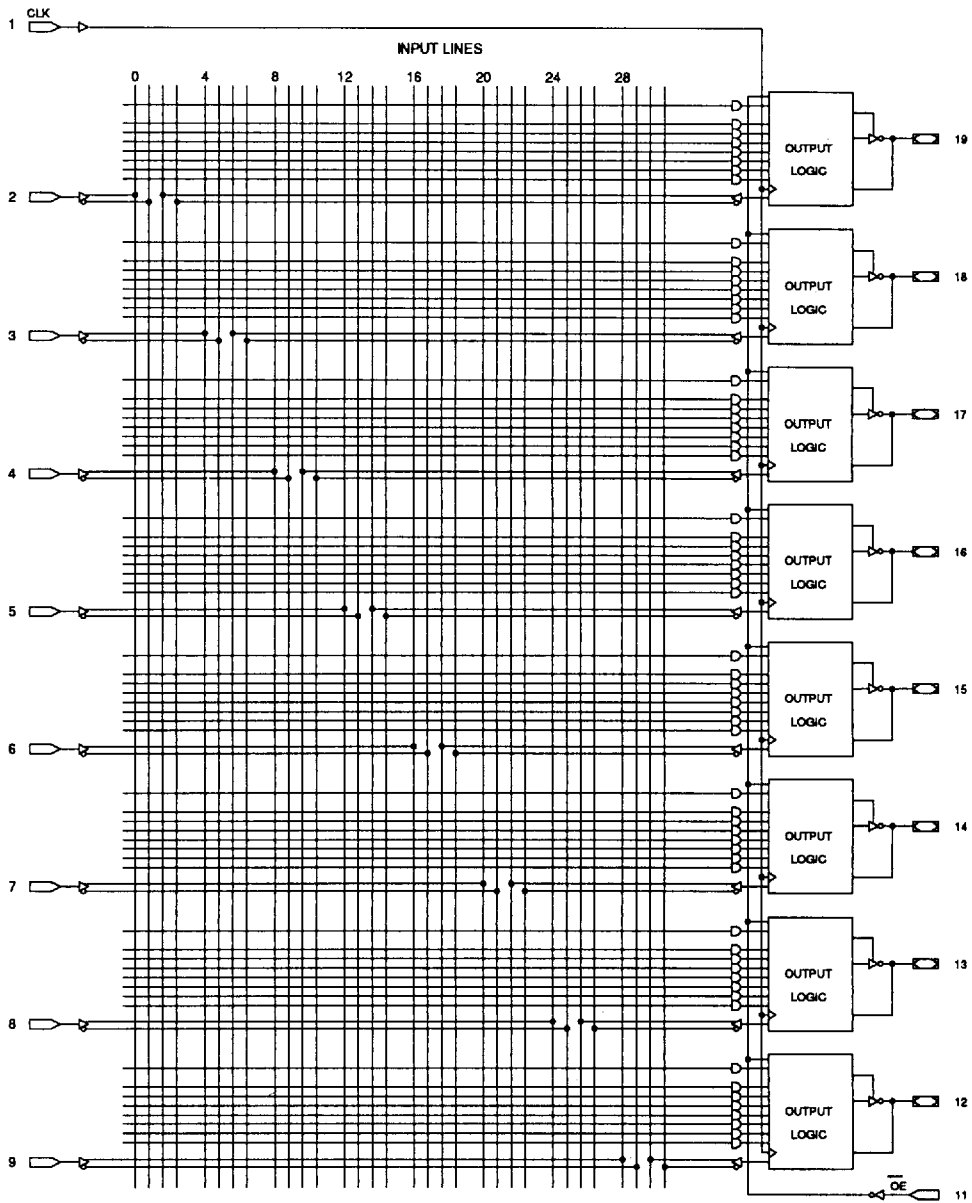 CLK
1
INPUT LINES
0 4 8 12 16 20 24 28
OUTPUT
LOGIC
19
2
OUTPUT
LOGIC
18
3
OUTPUT
LOGIC
17
4
OUTPUT
LOGIC
16
5
OUTPUT
LOGIC
15
6
OUTPUT
LOGIC
14
7
OUTPUT
LOGIC
13
8
OUTPUT
LOGIC
12
9
OE
11